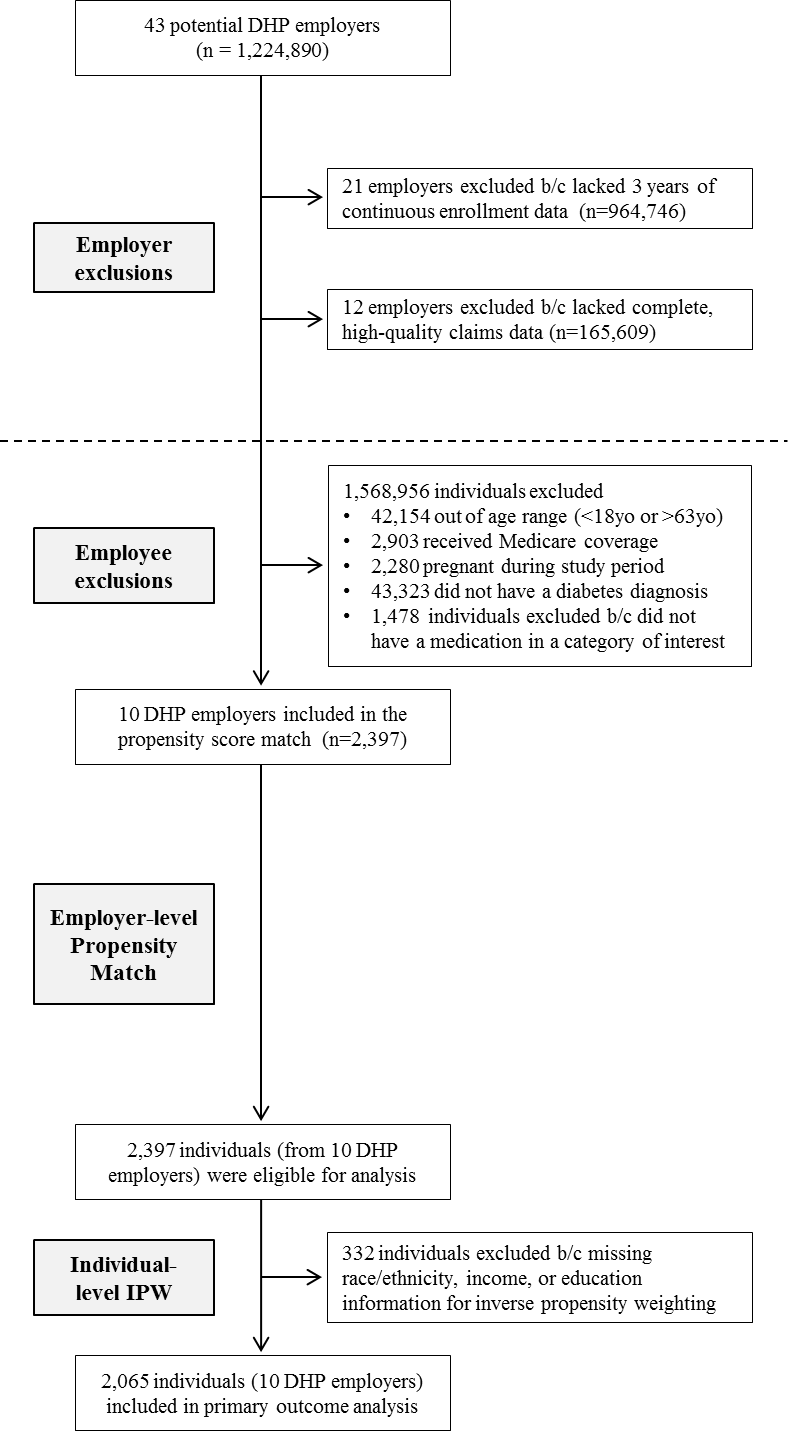 43 potential DHP employers
(n = 1,224,890)
21 employers excluded b/c lacked 3 years of
continuous enrollment data (n=964,746)
Employer
exclusions
12 employers excluded b/c lacked complete,
high-quality claims data (n=165,609)
1,568,956 individuals excluded
• 42,154 out of age range (<18yo or >63yo)
• 2,903 received Medicare coverage
• 2,280 pregnant during study period
• 43,323 did not have a diabetes diagnosis
• 1,478 individuals excluded b/c did not
have a medication in a category of interest
Employee
exclusions
10 DHP employers included in the
propensity score match (n=2,397)
Employer-level
Propensity
Match
2,397 individuals (from 10 DHP
employers) were eligible for analysis
Individual-
level IPW
332 individuals excluded b/c missing
race/ethnicity, income, or education
information for inverse propensity weighting
2,065 individuals (10 DHP employers)
included in primary outcome analysis